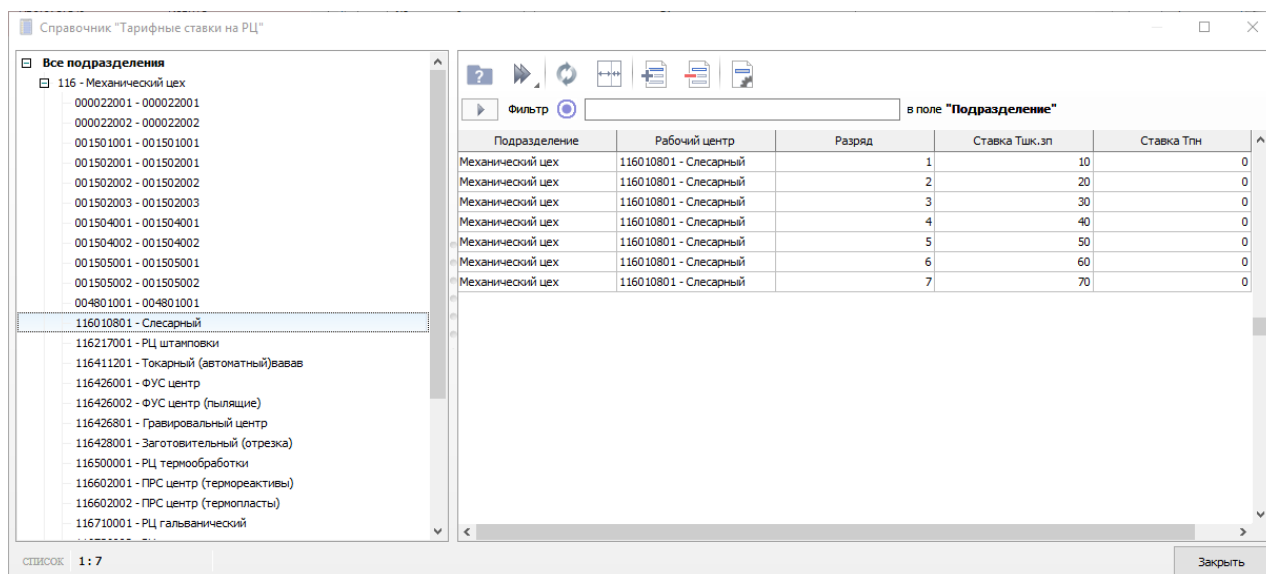 Справочник "Тарифные ставки на РЦ"
Все подразделения
116 - Механический цех
000022001 - 000022001
000022002 - 000022002
001501001 - 001501001
001502001 - 001502001
001502002 - 001502002
001502003 - 001502003
001504001 - 001504001
001504002 - 001504002
001505001 - 001505001
001505002 - 001505002
004801001 - 004801001
116010801 - Слесарный
116217001 - РЦ штамповки
116411201 - Токарный (автоматный)вавав
116426001 - ФУС центр
116426002 - ФУС центр (пылящие)
116426801 - Гравировальный центр
116428001 - Заготовительный (отрезка)
116500001 - РЦ термообработки
116602001 - ПРС центр (термореактивы)
116602002 - ПРС центр (термопласты)
116710001 - РЦ гальванический
Фильтр в поле "Подразделение"
Подразделение Рабочий центр Разряд Ставка Тшк.зп Ставка Тпн
Механический цех 116010801 - Слесарный 1 10 0
Механический цех 116010801 - Слесарный 2 20 0
Механический цех 116010801 - Слесарный 3 30 0
Механический цех 116010801 - Слесарный 4 40 0
Механический цех 116010801 - Слесарный 5 50 0
Механический цех 116010801 - Слесарный 6 60 0
Механический цех 116010801 - Слесарный 7 70 0
СПИСОК 1:7
Закрыть